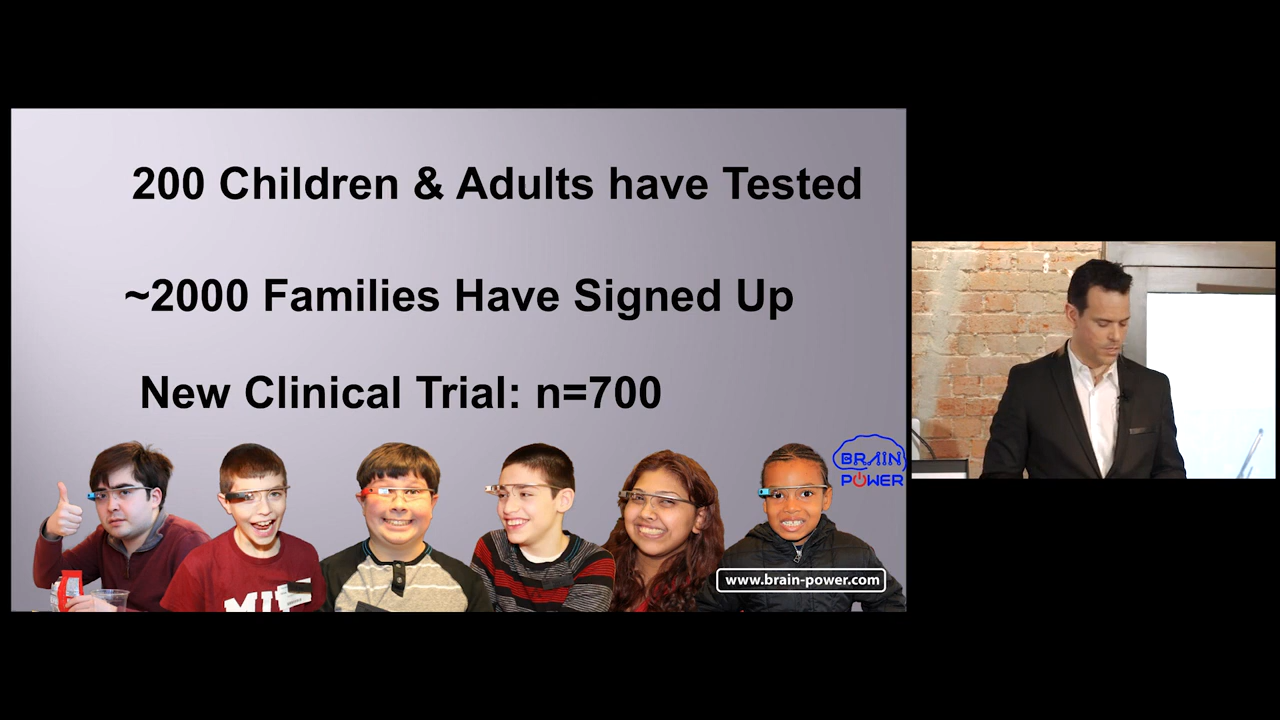 200 Children & Adults have Tested
~2000 Families Have Signed Up
New Clinical Trial: n=700
BRAIN
POWER
www.brain-power.com
MIT